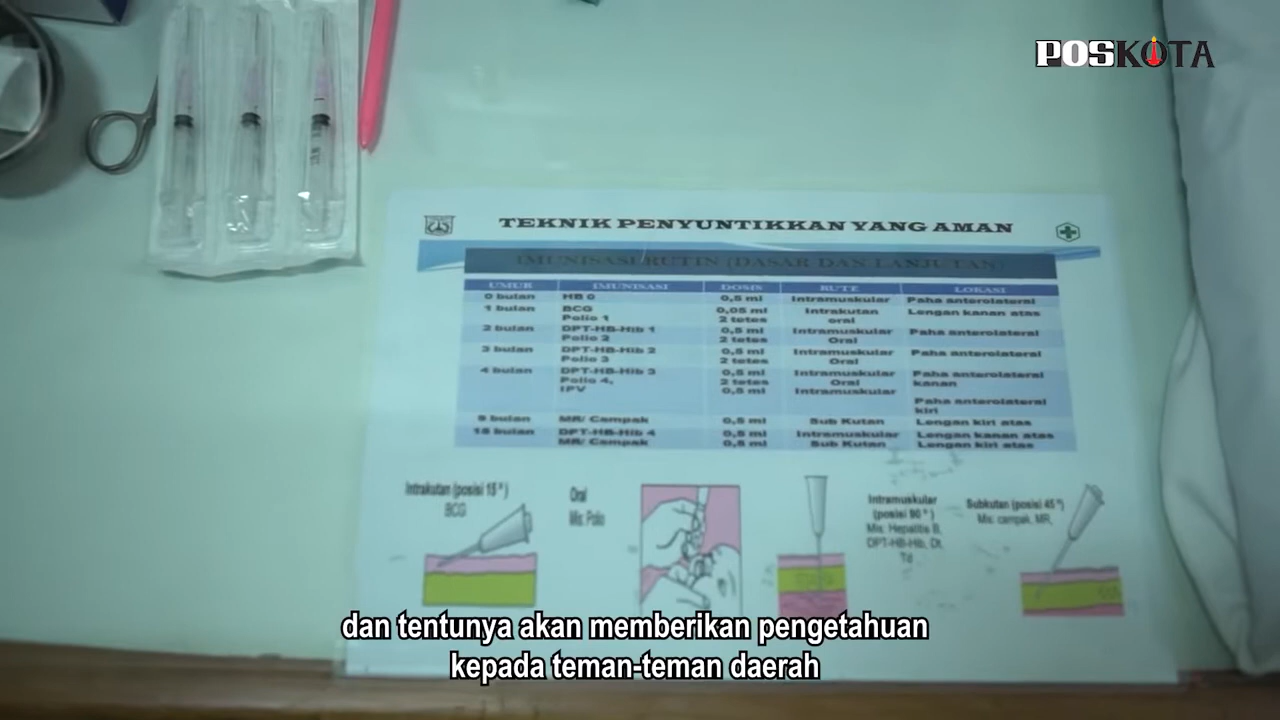 POSKOTA
TEKNIK PENYUNTIKKAN YANG AMAN
IMUNISASI RUTIN (DASAR DAN LANJUTAN)
UMUR IMUNISASI DOSIS RUTE LOKASI
0 bulan HB 0 0,5 ml Intramuskular Paha anterolateral
1 bulan BCG 0,05 ml Intrakutan Lengan kanan atas
Polio 1 2 tetes oral
2 bulan DPT-HB-Hib 1 0,5 ml Intramuskular Paha anterolateral
Polio 2 2 tetes Oral
3 bulan DPT-HB-Hib 2 0,5 ml Intramuskular Paha anterolateral
Polio 3 2 tetes Oral
4 bulan DPT-HB-Hib 3 0,5 ml Intramuskular Paha anterolateral
Polio 4, 2 tetes Oral kanan
IPV 0,5 ml Intramuskular
Paha anterolateral
kiri
9 bulan MR/ Campak 0,5 ml Sub Kutan Lengan kiri atas
18 bulan DPT-HB-Hib 4 0,5 ml Intramuskular Lengan kanan atas
MR/ Campak 0,5 ml Sub Kutan Lengan kiri atas
Intrakutan (posisi 15 °)
BCG
Oral
Mis: Polio
Intramuskular
(posisi 90 °)
Mis: Hepatitis B,
DPT-HB-Hib, Dt,
Td
Subkutan (posisi 45 °)
Mis: campak, MR,
dan tentunya akan memberikan pengetahuan
kepada teman-teman daerah